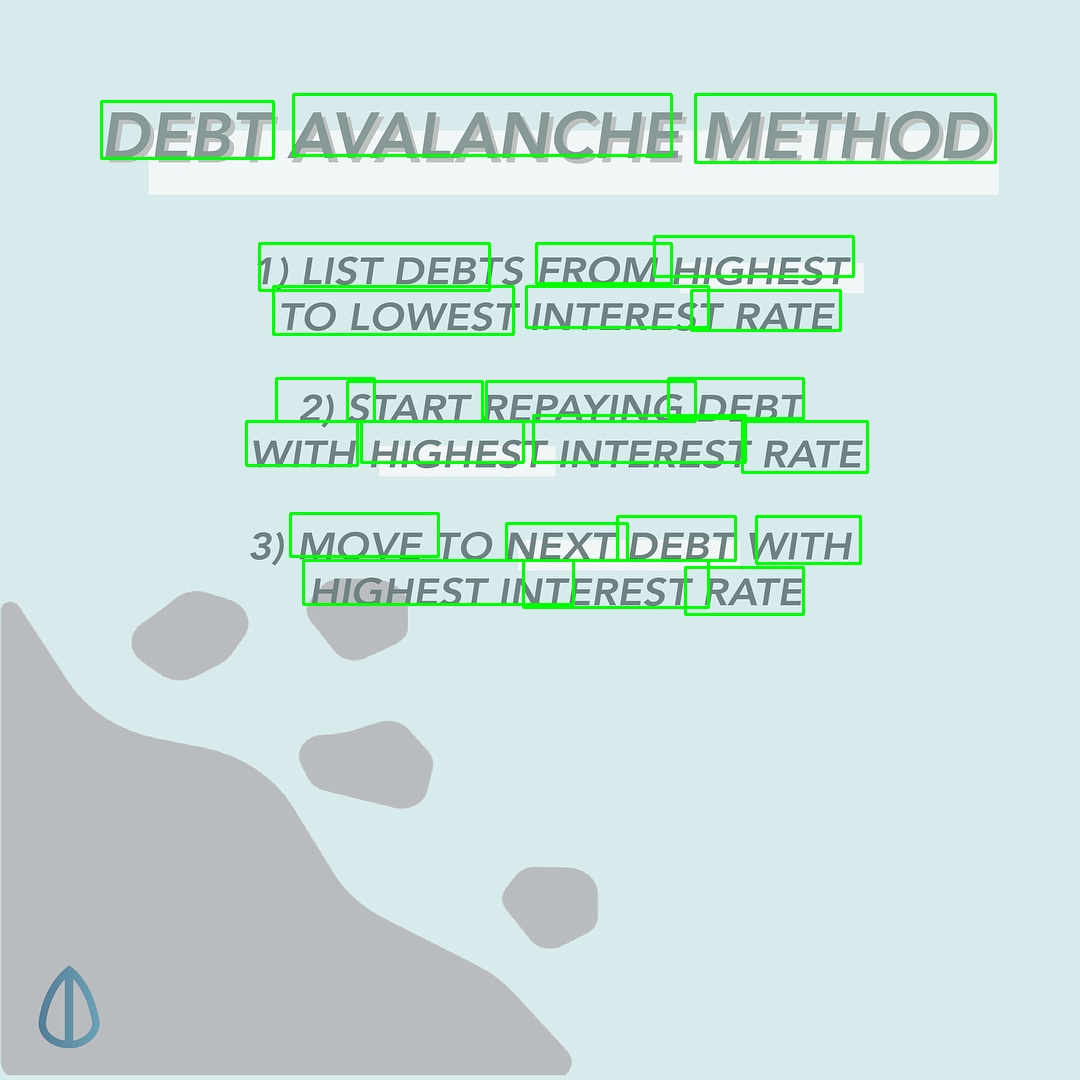 DEBT AVALANCHE METHOD
1) LIST DEBTS FROM HIGHEST
TO LOWEST INTEREST RATE
2) START REPAYING DEBT
WITH HIGHEST INTEREST RATE
3) MOVE TO NEXT DEBT WITH
HIGHEST INTEREST RATE